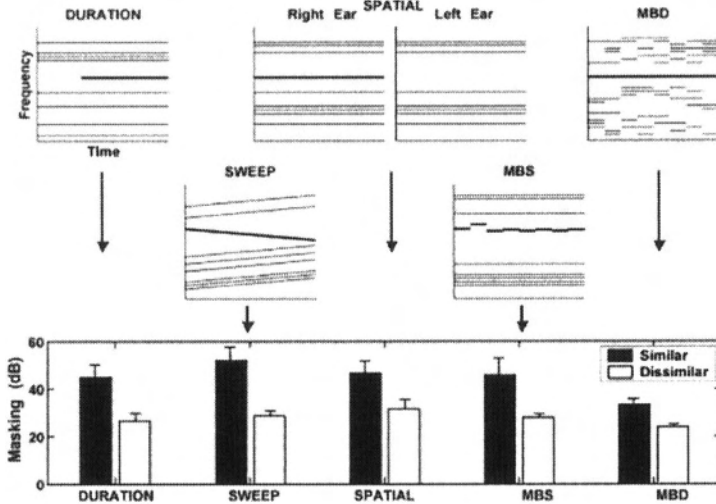 SPATIAL
DURATION
Right Ear
Left Ear
MBD
Frequency
Time
SWEEP
MBS
Masking (dB)
60
40
20
0
Similar
Dissimilar
DURATION
SWEEP
SPATIAL
MBS
MBD